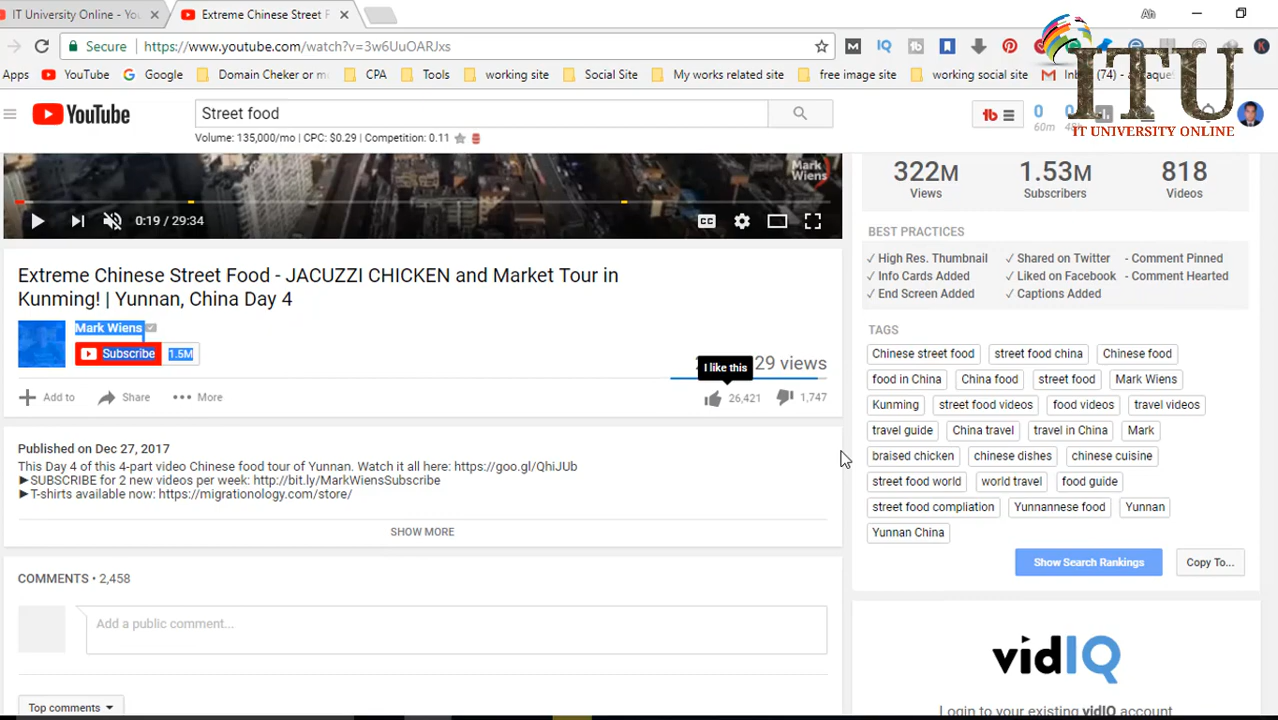 IT University Online - You
Extreme Chinese Street F
Ah
Secure
https://www.youtube.com/watch?v=3w6UuOARJxs
Apps
YouTube
Google
Domain Cheker or m
CPA
Tools
working site
Social Site
My works related site
free image site
working social site
ITU
IT UNIVERSITY ONLINE
YouTube
Street food
0
60m
Volume: 135,000/mo | CPC: $0.29 | Competition: 0.11
Mark
Wiens
0:19 / 29:34
CC
Extreme Chinese Street Food - JACUZZI CHICKEN and Market Tour in
Kunming! | Yunnan, China Day 4
Mark Wiens
Subscribe
1.5M
I like this
29 views
Add to
Share
More
26,421
1,747
Published on Dec 27, 2017
This Day 4 of this 4-part video Chinese food tour of Yunnan. Watch it all here: https://goo.gl/QhiJUb
►SUBSCRIBE for 2 new videos per week: http://bit.ly/MarkWiensSubscribe
►T-shirts available now: https://migrationology.com/store/
SHOW MORE
COMMENTS • 2,458
Add a public comment...
Top comments
322M
1.53M
818
Views
Subscribers
Videos
BEST PRACTICES
✓ High Res. Thumbnail ✓ Shared on Twitter - Comment Pinned
✓ Info Cards Added ✓ Liked on Facebook - Comment Hearted
✓ End Screen Added ✓ Captions Added
TAGS
Chinese street food street food china Chinese food
food in China China food street food Mark Wiens
Kunming street food videos food videos travel videos
travel guide China travel travel in China Mark
braised chicken chinese dishes chinese cuisine
street food world world travel food guide
street food compliation Yunnannese food Yunnan
Yunnan China
Show Search Rankings
Copy To...
vidIQ
Login to your existing vidIQ account